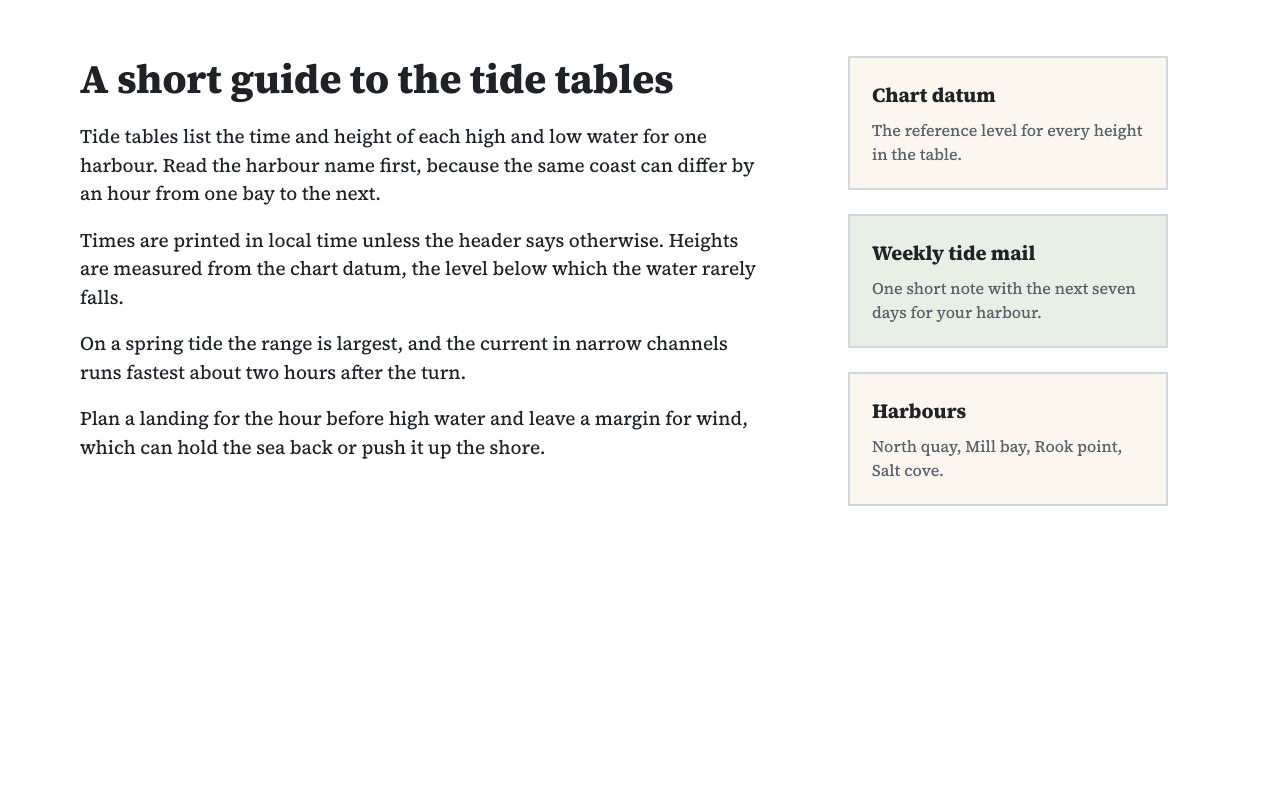 A short guide to the tide tables
Tide tables list the time and height of each high and low water for one
harbour. Read the harbour name first, because the same coast can differ by
an hour from one bay to the next.
Times are printed in local time unless the header says otherwise. Heights
are measured from the chart datum, the level below which the water rarely
falls.
On a spring tide the range is largest, and the current in narrow channels
runs fastest about two hours after the turn.
Plan a landing for the hour before high water and leave a margin for wind,
which can hold the sea back or push it up the shore.
Chart datum
The reference level for every height
in the table.
Weekly tide mail
One short note with the next seven
days for your harbour.
Harbours
North quay, Mill bay, Rook point,
Salt cove.